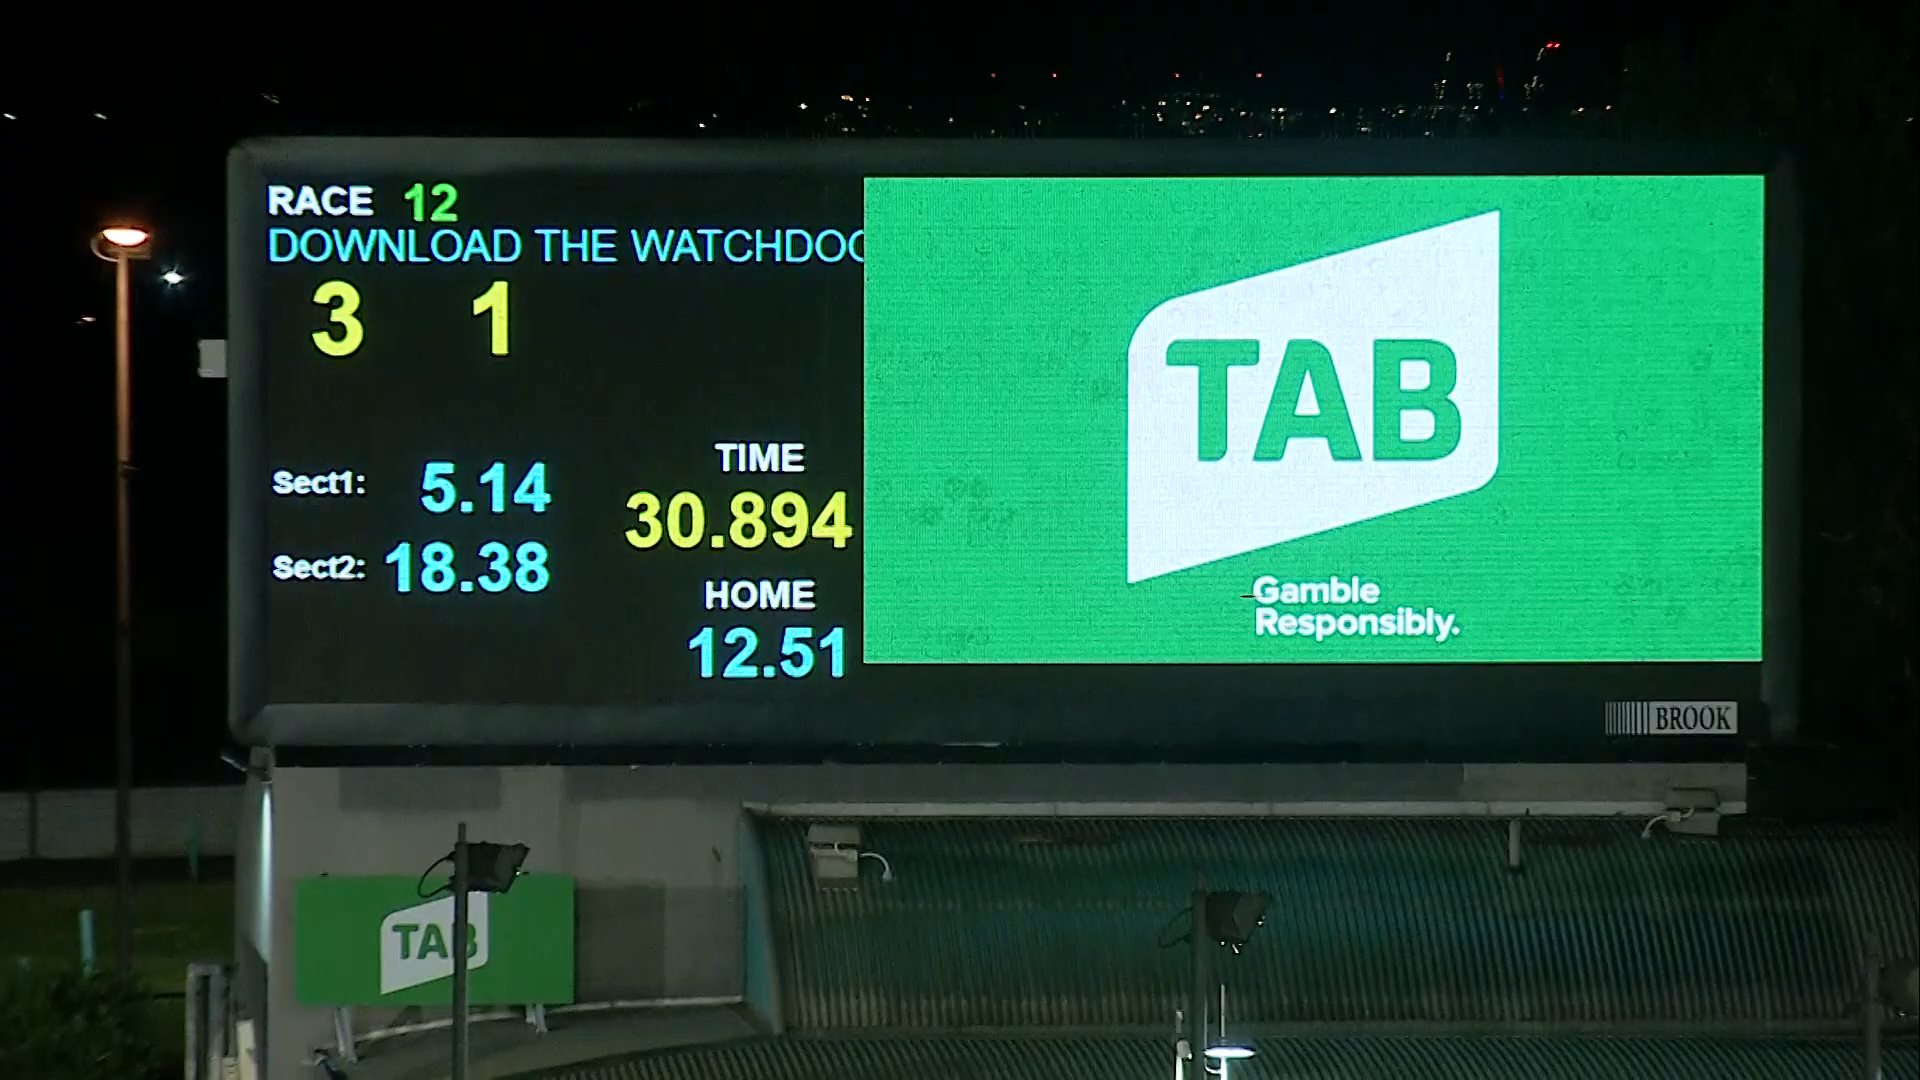 RACE 12
DOWNLOAD THE WATCHDOG
3 1
Sect1: 5.14
Sect2: 18.38
TIME
30.894
HOME
12.51
TAB
Gamble
Responsibly.
BROOK
TAB